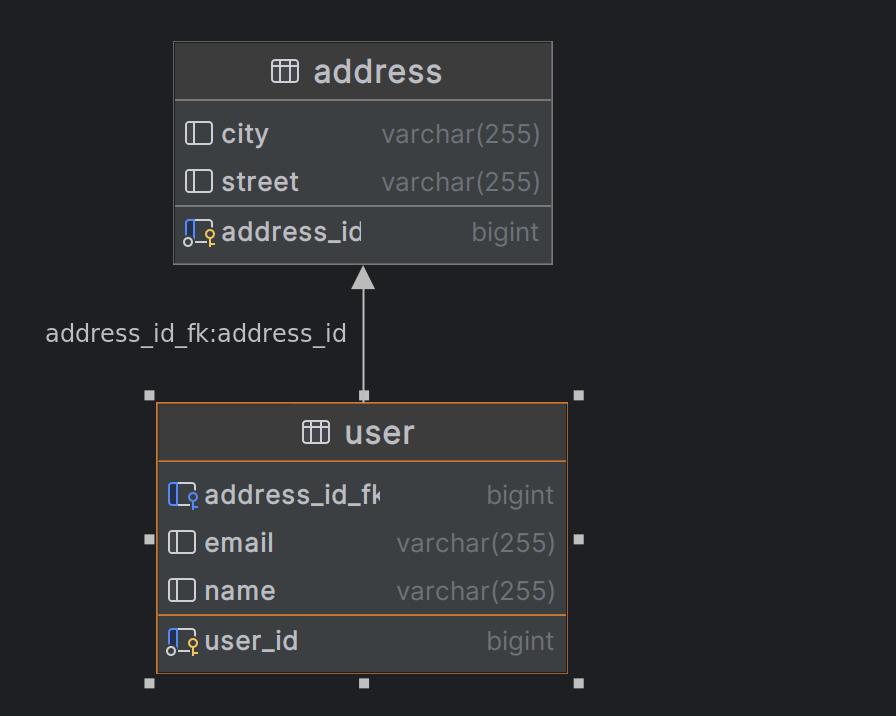 address
city varchar(255)
street varchar(255)
address_id bigint
address_id_fk:address_id
user
address_id_fk bigint
email varchar(255)
name varchar(255)
user_id bigint